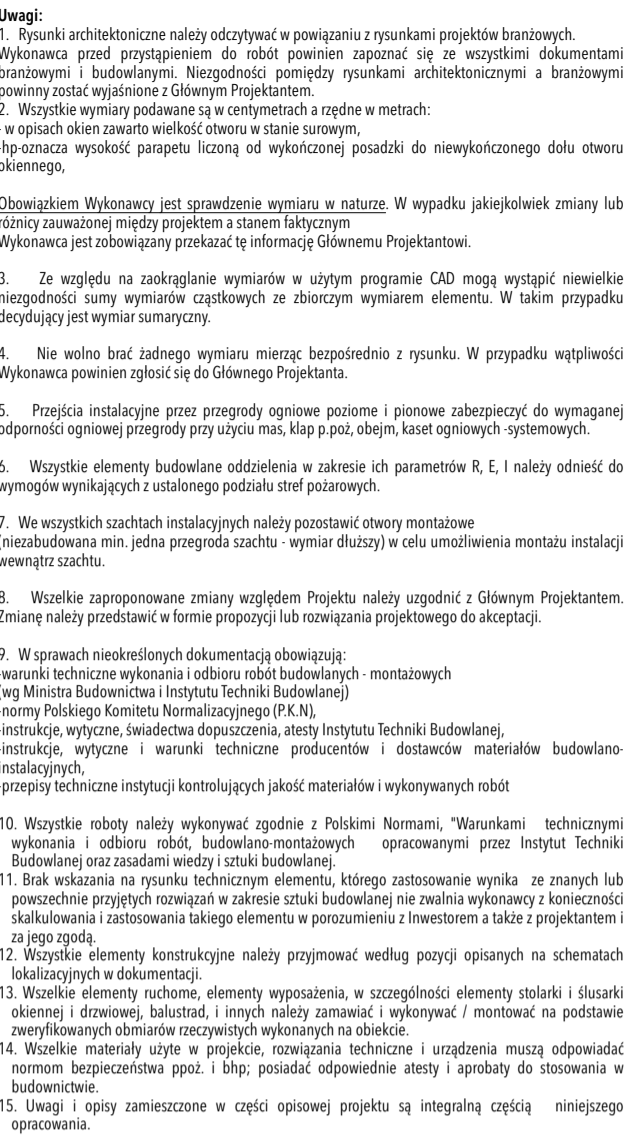 Uwagi:
1. Rysunki architektoniczne należy odczytywać w powiązaniu z rysunkami projektów branżowych.
Wykonawca przed przystąpieniem do robót powinien zapoznać się ze wszystkimi dokumentami
branżowymi i budowlanymi. Niezgodności pomiędzy rysunkami architektonicznymi a branżowymi
powinny zostać wyjaśnione z Głównym Projektantem.
2. Wszystkie wymiary podawane są w centymetrach a rzędne w metrach:
- w opisach okien zawarto wielkość otworu w stanie surowym,
-hp-oznacza wysokość parapetu liczoną od wykończonej posadzki do niewykończonego dołu otworu
okiennego,
Obowiązkiem Wykonawcy jest sprawdzenie wymiaru w naturze. W wypadku jakiejkolwiek zmiany lub
różnicy zauważonej między projektem a stanem faktycznym
Wykonawca jest zobowiązany przekazać tę informację Głównemu Projektantowi.
3. Ze względu na zaokrąglanie wymiarów w użytym programie CAD mogą wystąpić niewielkie
niezgodności sumy wymiarów cząstkowych ze zbiorczym wymiarem elementu. W takim przypadku
decydujący jest wymiar sumaryczny.
4. Nie wolno brać żadnego wymiaru mierząc bezpośrednio z rysunku. W przypadku wątpliwości
Wykonawca powinien zgłosić się do Głównego Projektanta.
5. Przejścia instalacyjne przez przegrody ogniowe poziome i pionowe zabezpieczyć do wymaganej
odporności ogniowej przegrody przy użyciu mas, klap p.poż, obejm, kaset ogniowych -systemowych.
6. Wszystkie elementy budowlane oddzielenia w zakresie ich parametrów R, E, I należy odnieść do
wymogów wynikających z ustalonego podziału stref pożarowych.
7. We wszystkich szachtach instalacyjnych należy pozostawić otwory montażowe
(niezabudowana min. jedna przegroda szachtu - wymiar dłuższy) w celu umożliwienia montażu instalacji
wewnątrz szachtu.
8. Wszelkie zaproponowane zmiany względem Projektu należy uzgodnić z Głównym Projektantem.
Zmianę należy przedstawić w formie propozycji lub rozwiązania projektowego do akceptacji.
9. W sprawach nieokreślonych dokumentacją obowiązują:
-warunki techniczne wykonania i odbioru robót budowlanych - montażowych
(wg Ministra Budownictwa i Instytutu Techniki Budowlanej)
-normy Polskiego Komitetu Normalizacyjnego (P.K.N),
-instrukcje, wytyczne, świadectwa dopuszczenia, atesty Instytutu Techniki Budowlanej,
-instrukcje, wytyczne i warunki techniczne producentów i dostawców materiałów budowlano-
instalacyjnych,
-przepisy techniczne instytucji kontrolujących jakość materiałów i wykonywanych robót
10. Wszystkie roboty należy wykonywać zgodnie z Polskimi Normami, "Warunkami technicznymi
wykonania i odbioru robót, budowlano-montażowych opracowanymi przez Instytut Techniki
Budowlanej oraz zasadami wiedzy i sztuki budowlanej.
11. Brak wskazania na rysunku technicznym elementu, którego zastosowanie wynika ze znanych lub
powszechnie przyjętych rozwiązań w zakresie sztuki budowlanej nie zwalnia wykonawcy z konieczności
skalkulowania i zastosowania takiego elementu w porozumieniu z Inwestorem a także z projektantem i
za jego zgodą.
12. Wszystkie elementy konstrukcyjne należy przyjmować według pozycji opisanych na schematach
lokalizacyjnych w dokumentacji.
13. Wszelkie elementy ruchome, elementy wyposażenia, w szczególności elementy stolarki i ślusarki
okiennej i drzwiowej, balustrad, i innych należy zamawiać i wykonywać / montować na podstawie
zweryfikowanych obmiarów rzeczywistych wykonanych na obiekcie.
14. Wszelkie materiały użyte w projekcie, rozwiązania techniczne i urządzenia muszą odpowiadać
normom bezpieczeństwa ppoż. i bhp; posiadać odpowiednie atesty i aprobaty do stosowania w
budownictwie.
15. Uwagi i opisy zamieszczone w części opisowej projektu są integralną częścią niniejszego
opracowania.